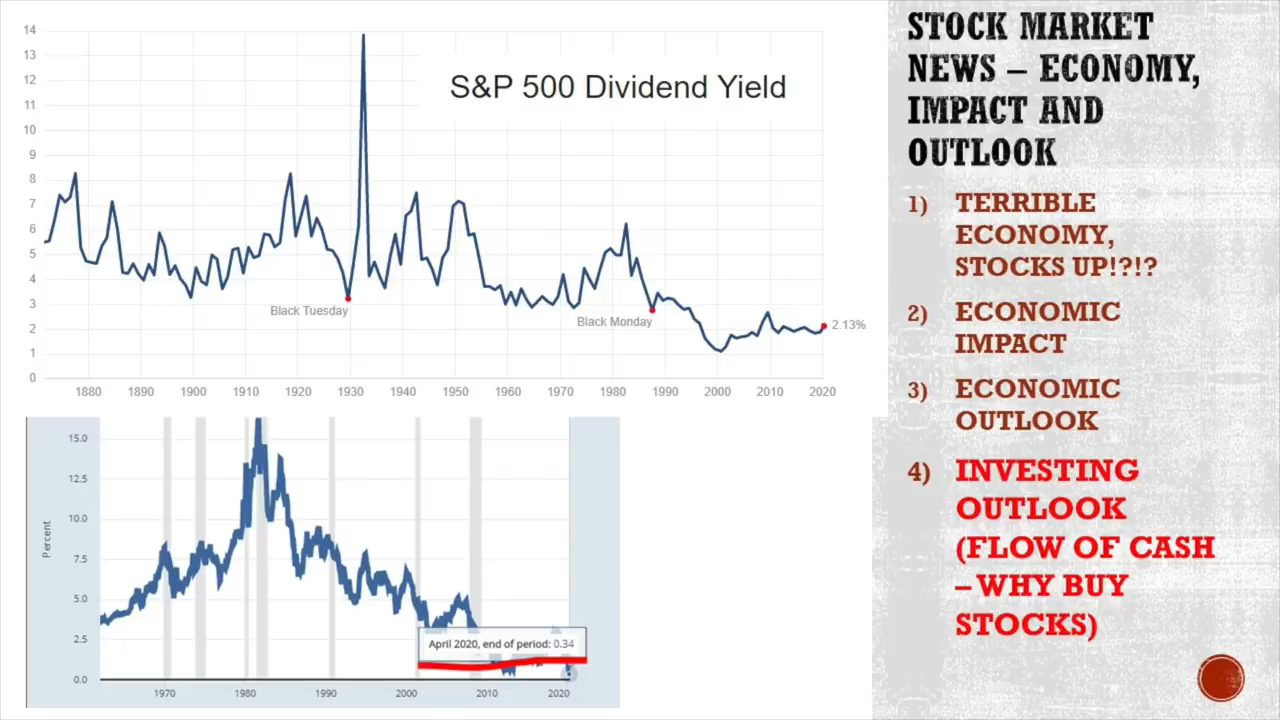 14
13
12
11
10
9
8
7
6
5
4
3
2
1
0
S&P 500 Dividend Yield
Black Tuesday
Black Monday
2.13%
1880 1890 1900 1910 1920 1930 1940 1950 1960 1970 1980 1990 2000 2010 2020
15.0
12.5
10.0
7.5
5.0
2.5
0.0
Percent
April 2020, end of period: 0.34
1970 1980 1990 2000 2010 2020
STOCK MARKET
NEWS – ECONOMY,
IMPACT AND
OUTLOOK
1) TERRIBLE
ECONOMY,
STOCKS UP!?!?
2) ECONOMIC
IMPACT
3) ECONOMIC
OUTLOOK
4) INVESTING
OUTLOOK
(FLOW OF CASH
– WHY BUY
STOCKS)